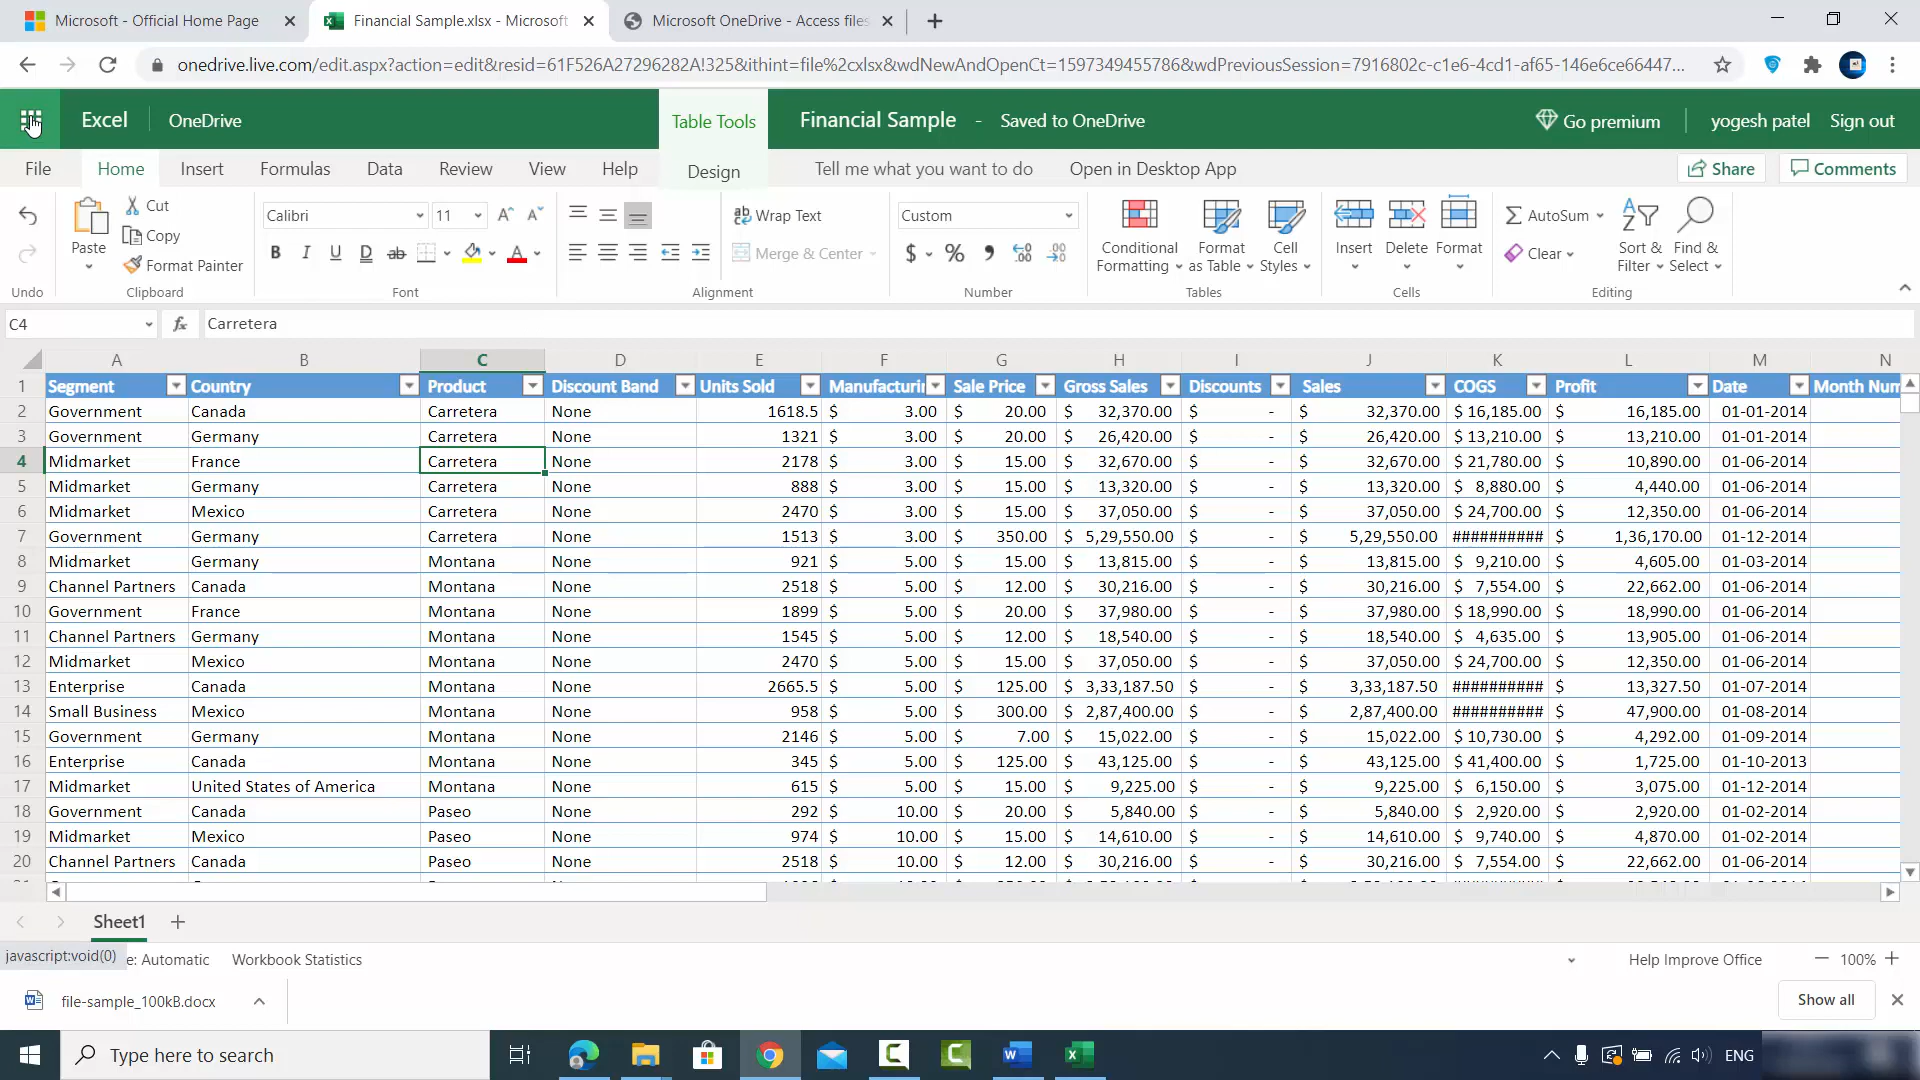 Microsoft - Official Home Page
Financial Sample.xlsx - Microsoft
Microsoft OneDrive - Access files
onedrive.live.com/edit.aspx?action=edit&resid=61F526A27296282A!325&ithint=file%2cxlsx&wdNewAndOpenCt=1597349455786&wdPreviousSession=7916802c-c1e6-4cd1-af65-146e6ce66447...
Excel OneDrive Table Tools Financial Sample - Saved to OneDrive Go premium yogesh patel Sign out
File Home Insert Formulas Data Review View Help Design Tell me what you want to do Open in Desktop App Share Comments
Cut
Copy
Format Painter
Paste
Calibri 11
B I U D ab A
Wrap Text
Merge & Center
Custom
$ % ,
Conditional Formatting
Format as Table
Cell Styles
Insert Delete Format
AutoSum
Clear
Sort & Filter
Find & Select
Undo Clipboard Font Alignment Number Tables Cells Editing
C4 fx Carretera
A B C D E F G H I J K L M N
1 Segment Country Product Discount Band Units Sold Manufacturin Sale Price Gross Sales Discounts Sales COGS Profit Date Month Num
2 Government Canada Carretera None 1618.5 $ 3.00 $ 20.00 $ 32,370.00 $ - $ 32,370.00 $ 16,185.00 $ 16,185.00 01-01-2014
3 Government Germany Carretera None 1321 $ 3.00 $ 20.00 $ 26,420.00 $ - $ 26,420.00 $ 13,210.00 $ 13,210.00 01-01-2014
4 Midmarket France Carretera None 2178 $ 3.00 $ 15.00 $ 32,670.00 $ - $ 32,670.00 $ 21,780.00 $ 10,890.00 01-06-2014
5 Midmarket Germany Carretera None 888 $ 3.00 $ 15.00 $ 13,320.00 $ - $ 13,320.00 $ 8,880.00 $ 4,440.00 01-06-2014
6 Midmarket Mexico Carretera None 2470 $ 3.00 $ 15.00 $ 37,050.00 $ - $ 37,050.00 $ 24,700.00 $ 12,350.00 01-06-2014
7 Government Germany Carretera None 1513 $ 3.00 $ 350.00 $ 5,29,550.00 $ - $ 5,29,550.00 ########## $ 1,36,170.00 01-12-2014
8 Midmarket Germany Montana None 921 $ 5.00 $ 15.00 $ 13,815.00 $ - $ 13,815.00 $ 9,210.00 $ 4,605.00 01-03-2014
9 Channel Partners Canada Montana None 2518 $ 5.00 $ 12.00 $ 30,216.00 $ - $ 30,216.00 $ 7,554.00 $ 22,662.00 01-06-2014
10 Government France Montana None 1899 $ 5.00 $ 20.00 $ 37,980.00 $ - $ 37,980.00 $ 18,990.00 $ 18,990.00 01-06-2014
11 Channel Partners Germany Montana None 1545 $ 5.00 $ 12.00 $ 18,540.00 $ - $ 18,540.00 $ 4,635.00 $ 13,905.00 01-06-2014
12 Midmarket Mexico Montana None 2470 $ 5.00 $ 15.00 $ 37,050.00 $ - $ 37,050.00 $ 24,700.00 $ 12,350.00 01-06-2014
13 Enterprise Canada Montana None 2665.5 $ 5.00 $ 125.00 $ 3,33,187.50 $ - $ 3,33,187.50 ########## $ 13,327.50 01-07-2014
14 Small Business Mexico Montana None 958 $ 5.00 $ 300.00 $ 2,87,400.00 $ - $ 2,87,400.00 ########## $ 47,900.00 01-08-2014
15 Government Germany Montana None 2146 $ 5.00 $ 7.00 $ 15,022.00 $ - $ 15,022.00 $ 10,730.00 $ 4,292.00 01-09-2014
16 Enterprise Canada Montana None 345 $ 5.00 $ 125.00 $ 43,125.00 $ - $ 43,125.00 $ 41,400.00 $ 1,725.00 01-10-2013
17 Midmarket United States of America Montana None 615 $ 5.00 $ 15.00 $ 9,225.00 $ - $ 9,225.00 $ 6,150.00 $ 3,075.00 01-12-2014
18 Government Canada Paseo None 292 $ 10.00 $ 20.00 $ 5,840.00 $ - $ 5,840.00 $ 2,920.00 $ 2,920.00 01-02-2014
19 Midmarket Mexico Paseo None 974 $ 10.00 $ 15.00 $ 14,610.00 $ - $ 14,610.00 $ 9,740.00 $ 4,870.00 01-02-2014
20 Channel Partners Canada Paseo None 2518 $ 10.00 $ 12.00 $ 30,216.00 $ - $ 30,216.00 $ 7,554.00 $ 22,662.00 01-06-2014
Sheet1
javascript:void(0) e: Automatic Workbook Statistics Help Improve Office 100%
file-sample_100kB.docx Show all
Type here to search ENG